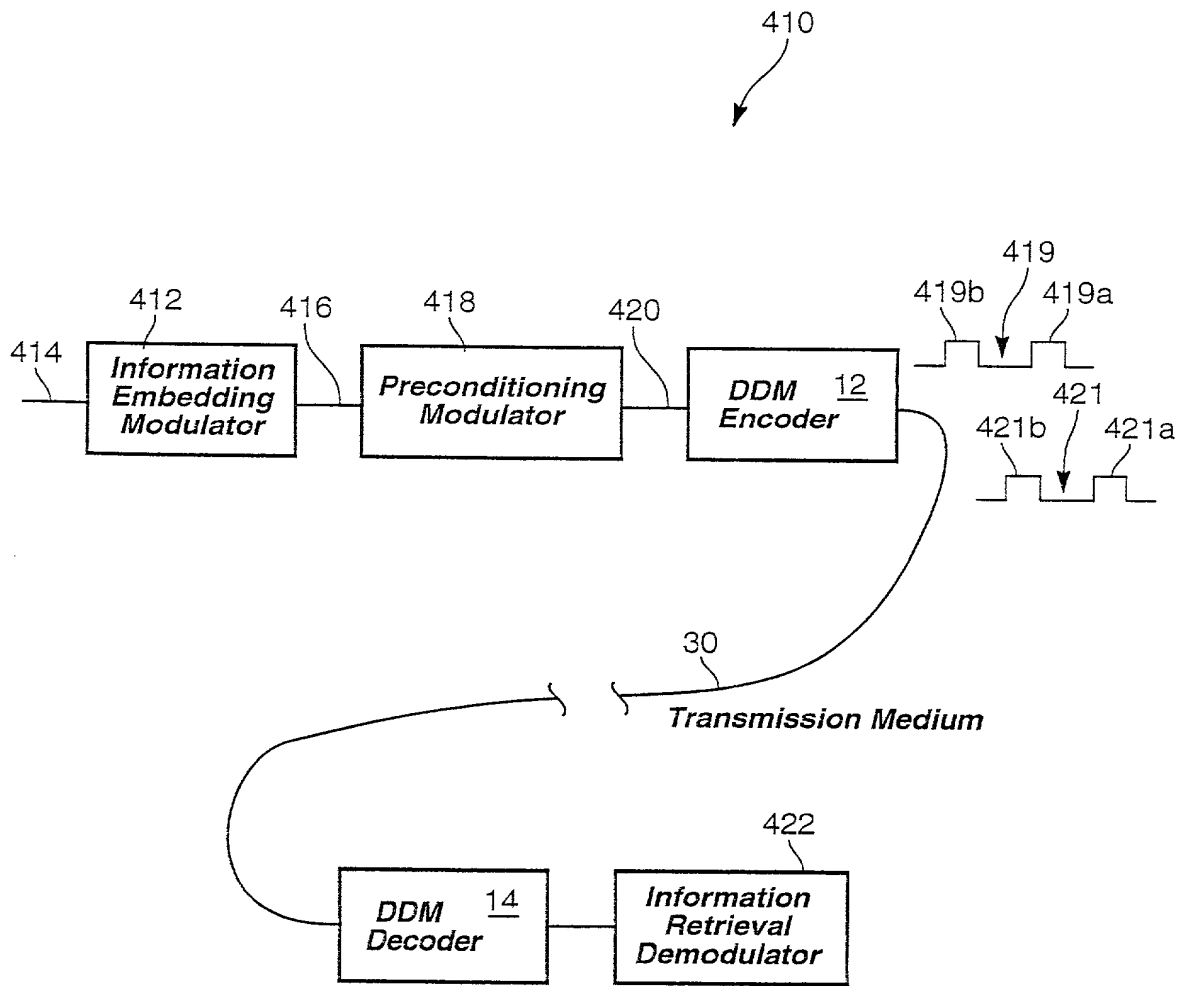 410
419
419b
419a
412
416
418
420
414
Information
Embedding
Modulator
Preconditioning
Modulator
DDM 12
Encoder
421
421b
421a
30
Transmission Medium
422
DDM 14
Decoder
Information
Retrieval
Demodulator